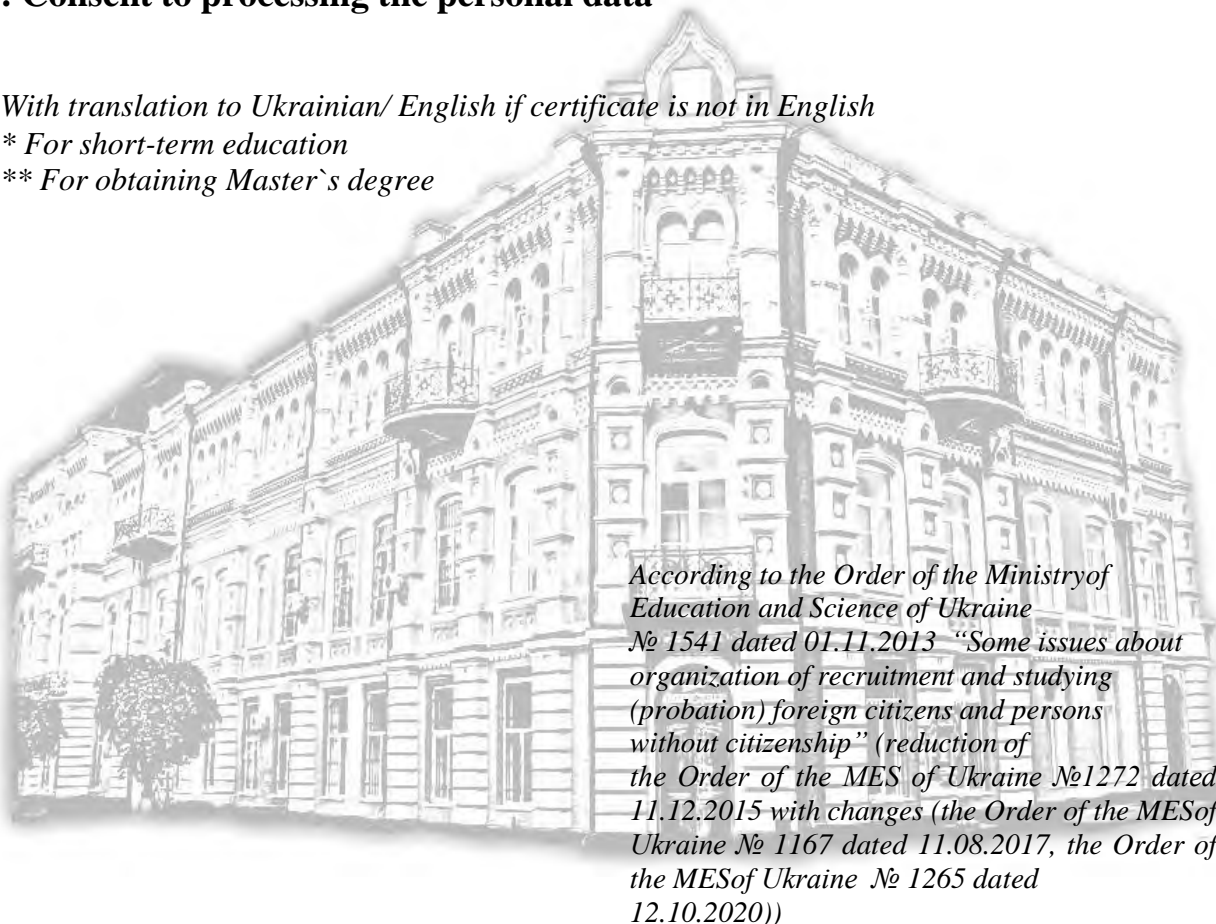 : Consent to processing the personal data
With translation to Ukrainian/ English if certificate is not in English
* For short-term education
** For obtaining Master`s degree
According to the Order of the Ministryof
Education and Science of Ukraine
№ 1541 dated 01.11.2013 “Some issues about
organization of recruitment and studying
(probation) foreign citizens and persons
without citizenship” (reduction of
the Order of the MES of Ukraine №1272 dated
11.12.2015 with changes (the Order of the MESof
Ukraine № 1167 dated 11.08.2017, the Order of
the MESof Ukraine № 1265 dated
12.10.2020))